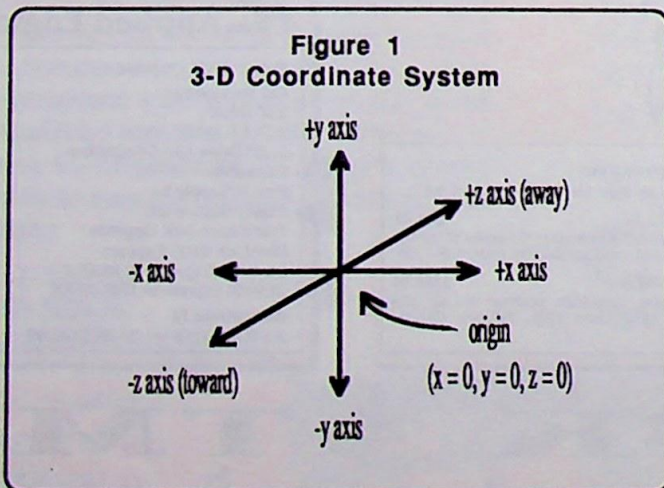 Figure 1
3-D Coordinate System
+y axis
+z axis (away)
-x axis
+x axis
origin
-z axis (toward)
(x = 0, y = 0, z = 0)
-y axis